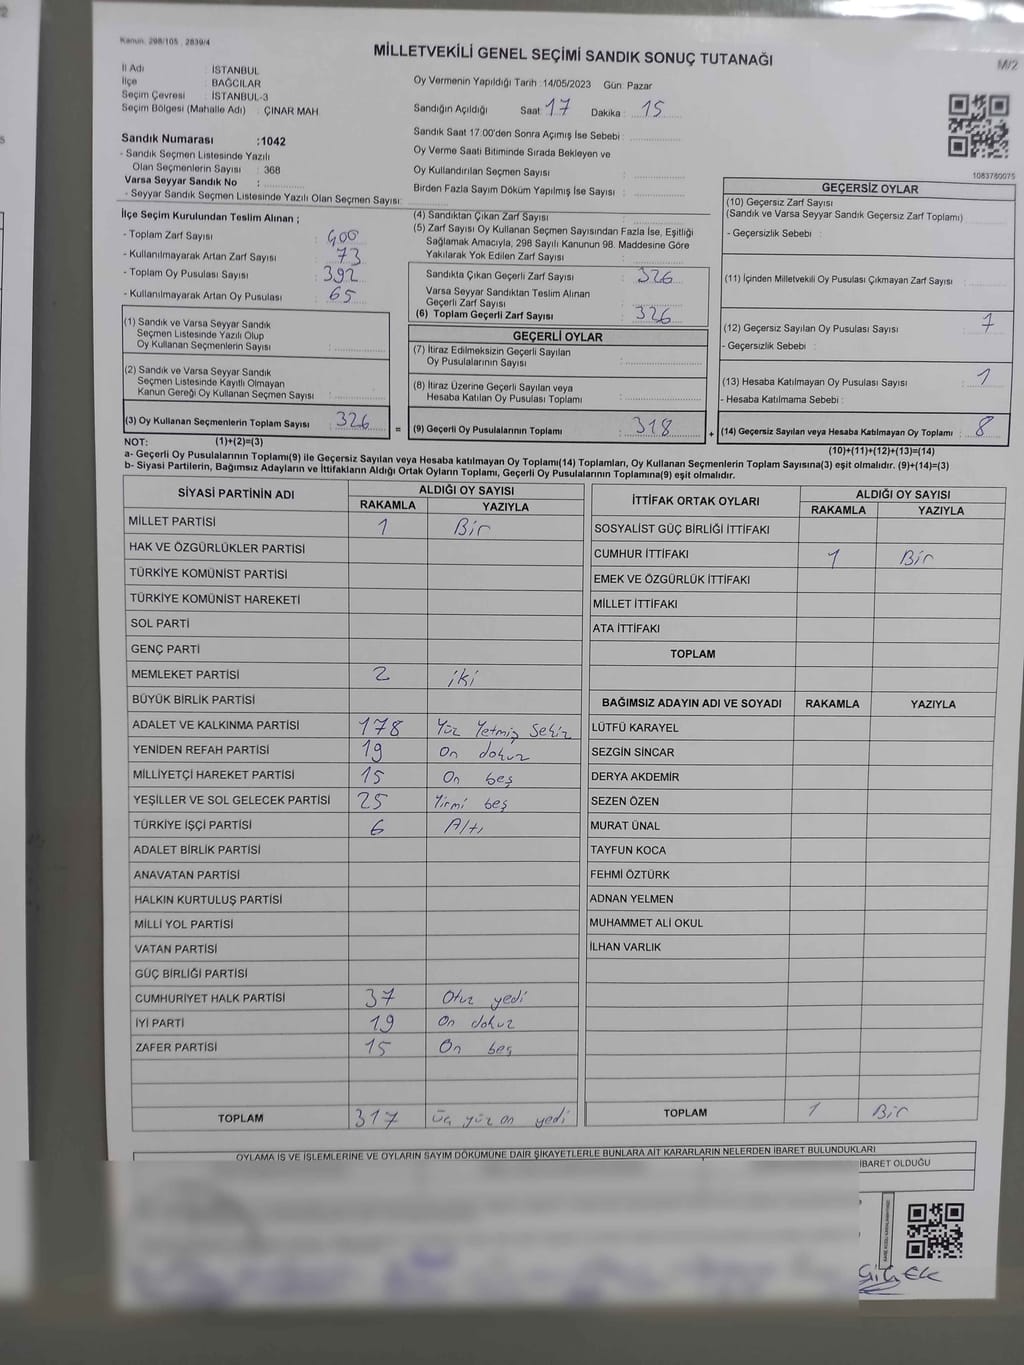 Kanun: 298/105 , 2839/4
MİLLETVEKİLİ GENEL SEÇİMİ SANDIK SONUÇ TUTANAĞI
M/2
İl Adı : İSTANBUL
İlçe : BAĞCILAR
Seçim Çevresi : İSTANBUL-3
Seçim Bölgesi (Mahalle Adı) : ÇINAR MAH
Oy Vermenin Yapıldığı Tarih : 14/05/2023 Gün: Pazar
Sandığın Açıldığı Saat: 17 Dakika : 15
Sandık Saat 17:00'den Sonra Açımış İse Sebebi :
Oy Verme Saati Bitiminde Sırada Bekleyen ve
Oy Kullandırılan Seçmen Sayısı :
Birden Fazla Sayım Döküm Yapılmış İse Sayısı :
1083760075
Sandık Numarası :1042
- Sandık Seçmen Listesinde Yazılı
Olan Seçmenlerin Sayısı : 368
Varsa Seyyar Sandık No :
- Seyyar Sandık Seçmen Listesinde Yazılı Olan Seçmen Sayısı:
İlçe Seçim Kurulundan Teslim Alınan ;
- Toplam Zarf Sayısı : 400
- Kullanılmayarak Artan Zarf Sayısı : 73
- Toplam Oy Pusulası Sayısı : 392
- Kullanılmayarak Artan Oy Pusulası : 65
(1) Sandık ve Varsa Seyyar Sandık
Seçmen Listesinde Yazılı Olup
Oy Kullanan Seçmenlerin Sayısı :
(2) Sandık ve Varsa Seyyar Sandık
Seçmen Listesinde Kayıtlı Olmayan
Kanun Gereği Oy Kullanan Seçmen Sayısı :
(3) Oy Kullanan Seçmenlerin Toplam Sayısı : 326
(1)+(2)=(3)
(4) Sandıktan Çıkan Zarf Sayısı :
(5) Zarf Sayısı Oy Kullanan Seçmen Sayısından Fazla İse, Eşitliği
Sağlamak Amacıyla, 298 Sayılı Kanunun 98. Maddesine Göre
Yakılarak Yok Edilen Zarf Sayısı :
Sandıkta Çıkan Geçerli Zarf Sayısı : 326
Varsa Seyyar Sandıktan Teslim Alınan
Geçerli Zarf Sayısı :
(6) Toplam Geçerli Zarf Sayısı : 326
GEÇERLİ OYLAR
(7) İtiraz Edilmeksizin Geçerli Sayılan
Oy Pusulalarının Sayısı :
(8) İtiraz Üzerine Geçerli Sayılan veya
Hesaba Katılan Oy Pusulası Toplamı :
= (9) Geçerli Oy Pusulalarının Toplamı : 318 +
GEÇERSİZ OYLAR
(10) Geçersiz Zarf Sayısı
(Sandık ve Varsa Seyyar Sandık Geçersiz Zarf Toplamı) :
- Geçersizlik Sebebi :
(11) İçinden Milletvekili Oy Pusulası Çıkmayan Zarf Sayısı :
(12) Geçersiz Sayılan Oy Pusulası Sayısı : 7
- Geçersizlik Sebebi :
(13) Hesaba Katılmayan Oy Pusulası Sayısı : 1
- Hesaba Katılmama Sebebi :
(14) Geçersiz Sayılan veya Hesaba Katılmayan Oy Toplamı : 8
(10)+(11)+(12)+(13)=(14)
NOT:
a- Geçerli Oy Pusulalarının Toplamı(9) ile Geçersiz Sayılan veya Hesaba katılmayan Oy Toplamı(14) Toplamları, Oy Kullanan Seçmenlerin Toplam Sayısına(3) eşit olmalıdır. (9)+(14)=(3)
b- Siyasi Partilerin, Bağımsız Adayların ve İttifakların Aldığı Ortak Oyların Toplamı, Geçerli Oy Pusulalarının Toplamına(9) eşit olmalıdır.
SİYASİ PARTİNİN ADI ALDIĞI OY SAYISI
RAKAMLA YAZIYLA
MİLLET PARTİSİ 1 Bir
HAK VE ÖZGÜRLÜKLER PARTİSİ
TÜRKİYE KOMÜNİST PARTİSİ
TÜRKİYE KOMÜNİST HAREKETİ
SOL PARTİ
GENÇ PARTİ
MEMLEKET PARTİSİ 2 iki
BÜYÜK BİRLİK PARTİSİ
ADALET VE KALKINMA PARTİSİ 178 Yüz Yetmiş Sekiz
YENİDEN REFAH PARTİSİ 19 On dokuz
MİLLİYETÇİ HAREKET PARTİSİ 15 On beş
YEŞİLLER VE SOL GELECEK PARTİSİ 25 Yirmi beş
TÜRKİYE İŞÇİ PARTİSİ 6 Altı
ADALET BİRLİK PARTİSİ
ANAVATAN PARTİSİ
HALKIN KURTULUŞ PARTİSİ
MİLLİ YOL PARTİSİ
VATAN PARTİSİ
GÜÇ BİRLİĞİ PARTİSİ
CUMHURİYET HALK PARTİSİ 37 Otuz yedi
İYİ PARTİ 19 On dokuz
ZAFER PARTİSİ 15 On beş
TOPLAM 317 üç yüz on yedi
İTTİFAK ORTAK OYLARI ALDIĞI OY SAYISI
RAKAMLA YAZIYLA
SOSYALİST GÜÇ BİRLİĞİ İTTİFAKI
CUMHUR İTTİFAKI 1 Bir
EMEK VE ÖZGÜRLÜK İTTİFAKI
MİLLET İTTİFAKI
ATA İTTİFAKI
TOPLAM
BAĞIMSIZ ADAYIN ADI VE SOYADI RAKAMLA YAZIYLA
LÜTFÜ KARAYEL
SEZGİN SİNCAR
DERYA AKDEMİR
SEZEN ÖZEN
MURAT ÜNAL
TAYFUN KOCA
FEHMİ ÖZTÜRK
ADNAN YELMEN
MUHAMMET ALİ OKUL
İLHAN VARLIK
TOPLAM 1 Bir
OYLAMA İŞ VE İŞLEMLERİNE VE OYLARIN SAYIM DÖKÜMÜNE DAİR ŞİKAYETLERLE BUNLARA AİT KARARLARIN NELERDEN İBARET BULUNDUKLARI
İBARET OLDUĞU